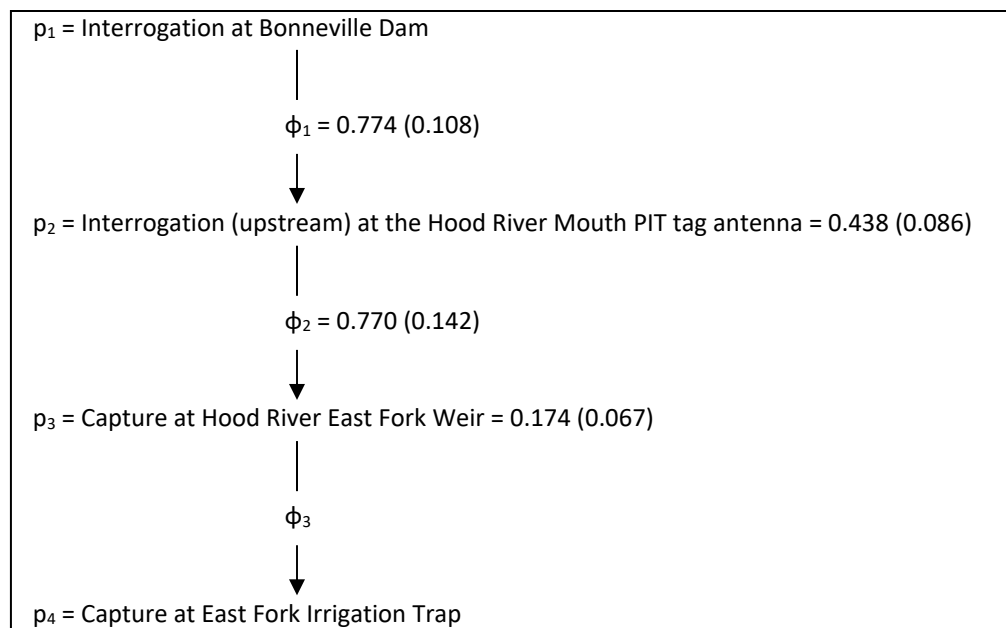 p₁ = Interrogation at Bonneville Dam
ϕ₁ = 0.774 (0.108)
p₂ = Interrogation (upstream) at the Hood River Mouth PIT tag antenna = 0.438 (0.086)
ϕ₂ = 0.770 (0.142)
p₃ = Capture at Hood River East Fork Weir = 0.174 (0.067)
ϕ₃
p₄ = Capture at East Fork Irrigation Trap